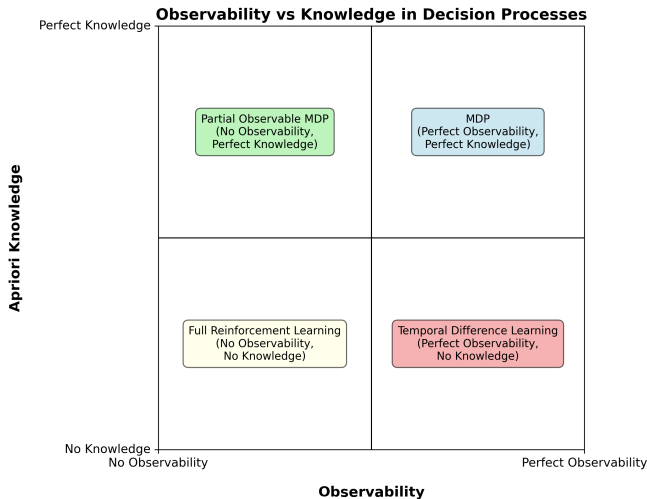 Observability vs Knowledge in Decision Processes
Perfect Knowledge
Partial Observable MDP
(No Observability,
Perfect Knowledge)
MDP
(Perfect Observability,
Perfect Knowledge)
Apriori Knowledge
Full Reinforcement Learning
(No Observability,
No Knowledge)
Temporal Difference Learning
(Perfect Observability,
No Knowledge)
No Knowledge
No Observability
Perfect Observability
Observability